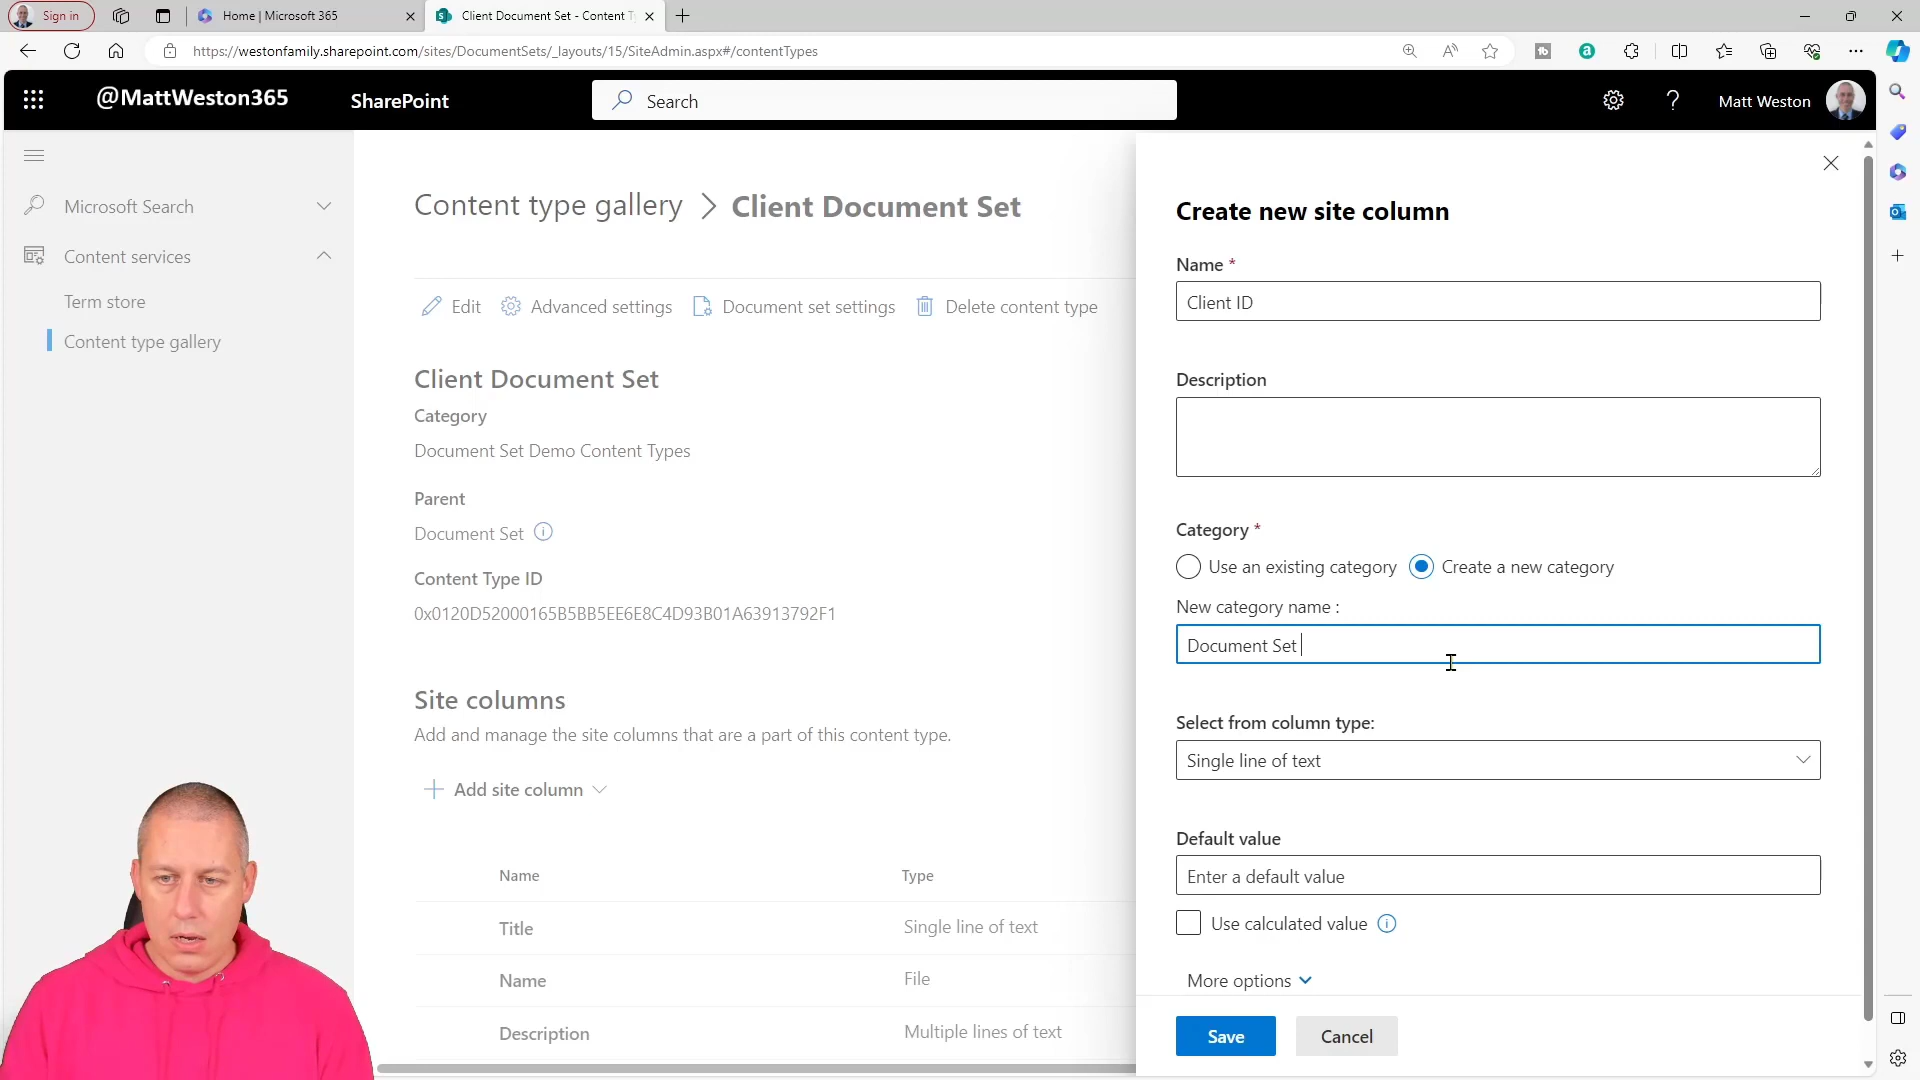 Sign in
Home | Microsoft 365
Client Document Set - Content T
https://westonfamily.sharepoint.com/sites/DocumentSets/_layouts/15/SiteAdmin.aspx#/contentTypes
@MattWeston365
SharePoint
Search
Matt Weston
Microsoft Search
Content services
Term store
Content type gallery
Content type gallery > Client Document Set
Edit
Advanced settings
Document set settings
Delete content type
Client Document Set
Category
Document Set Demo Content Types
Parent
Document Set
Content Type ID
0x0120D52000165B5BB5EE6E8C4D93B01A63913792F1
Site columns
Add and manage the site columns that are a part of this content type.
Add site column
Name Type
Title Single line of text
Name File
Description Multiple lines of text
Create new site column
Name *
Client ID
Description
Category *
Use an existing category
Create a new category
New category name :
Document Set
Select from column type:
Single line of text
Default value
Enter a default value
Use calculated value
More options
Save
Cancel